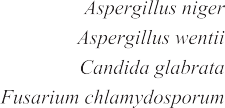 Aspergillus niger
Aspergillus wentii
Candida glabrata
Fusarium chlamydosporum